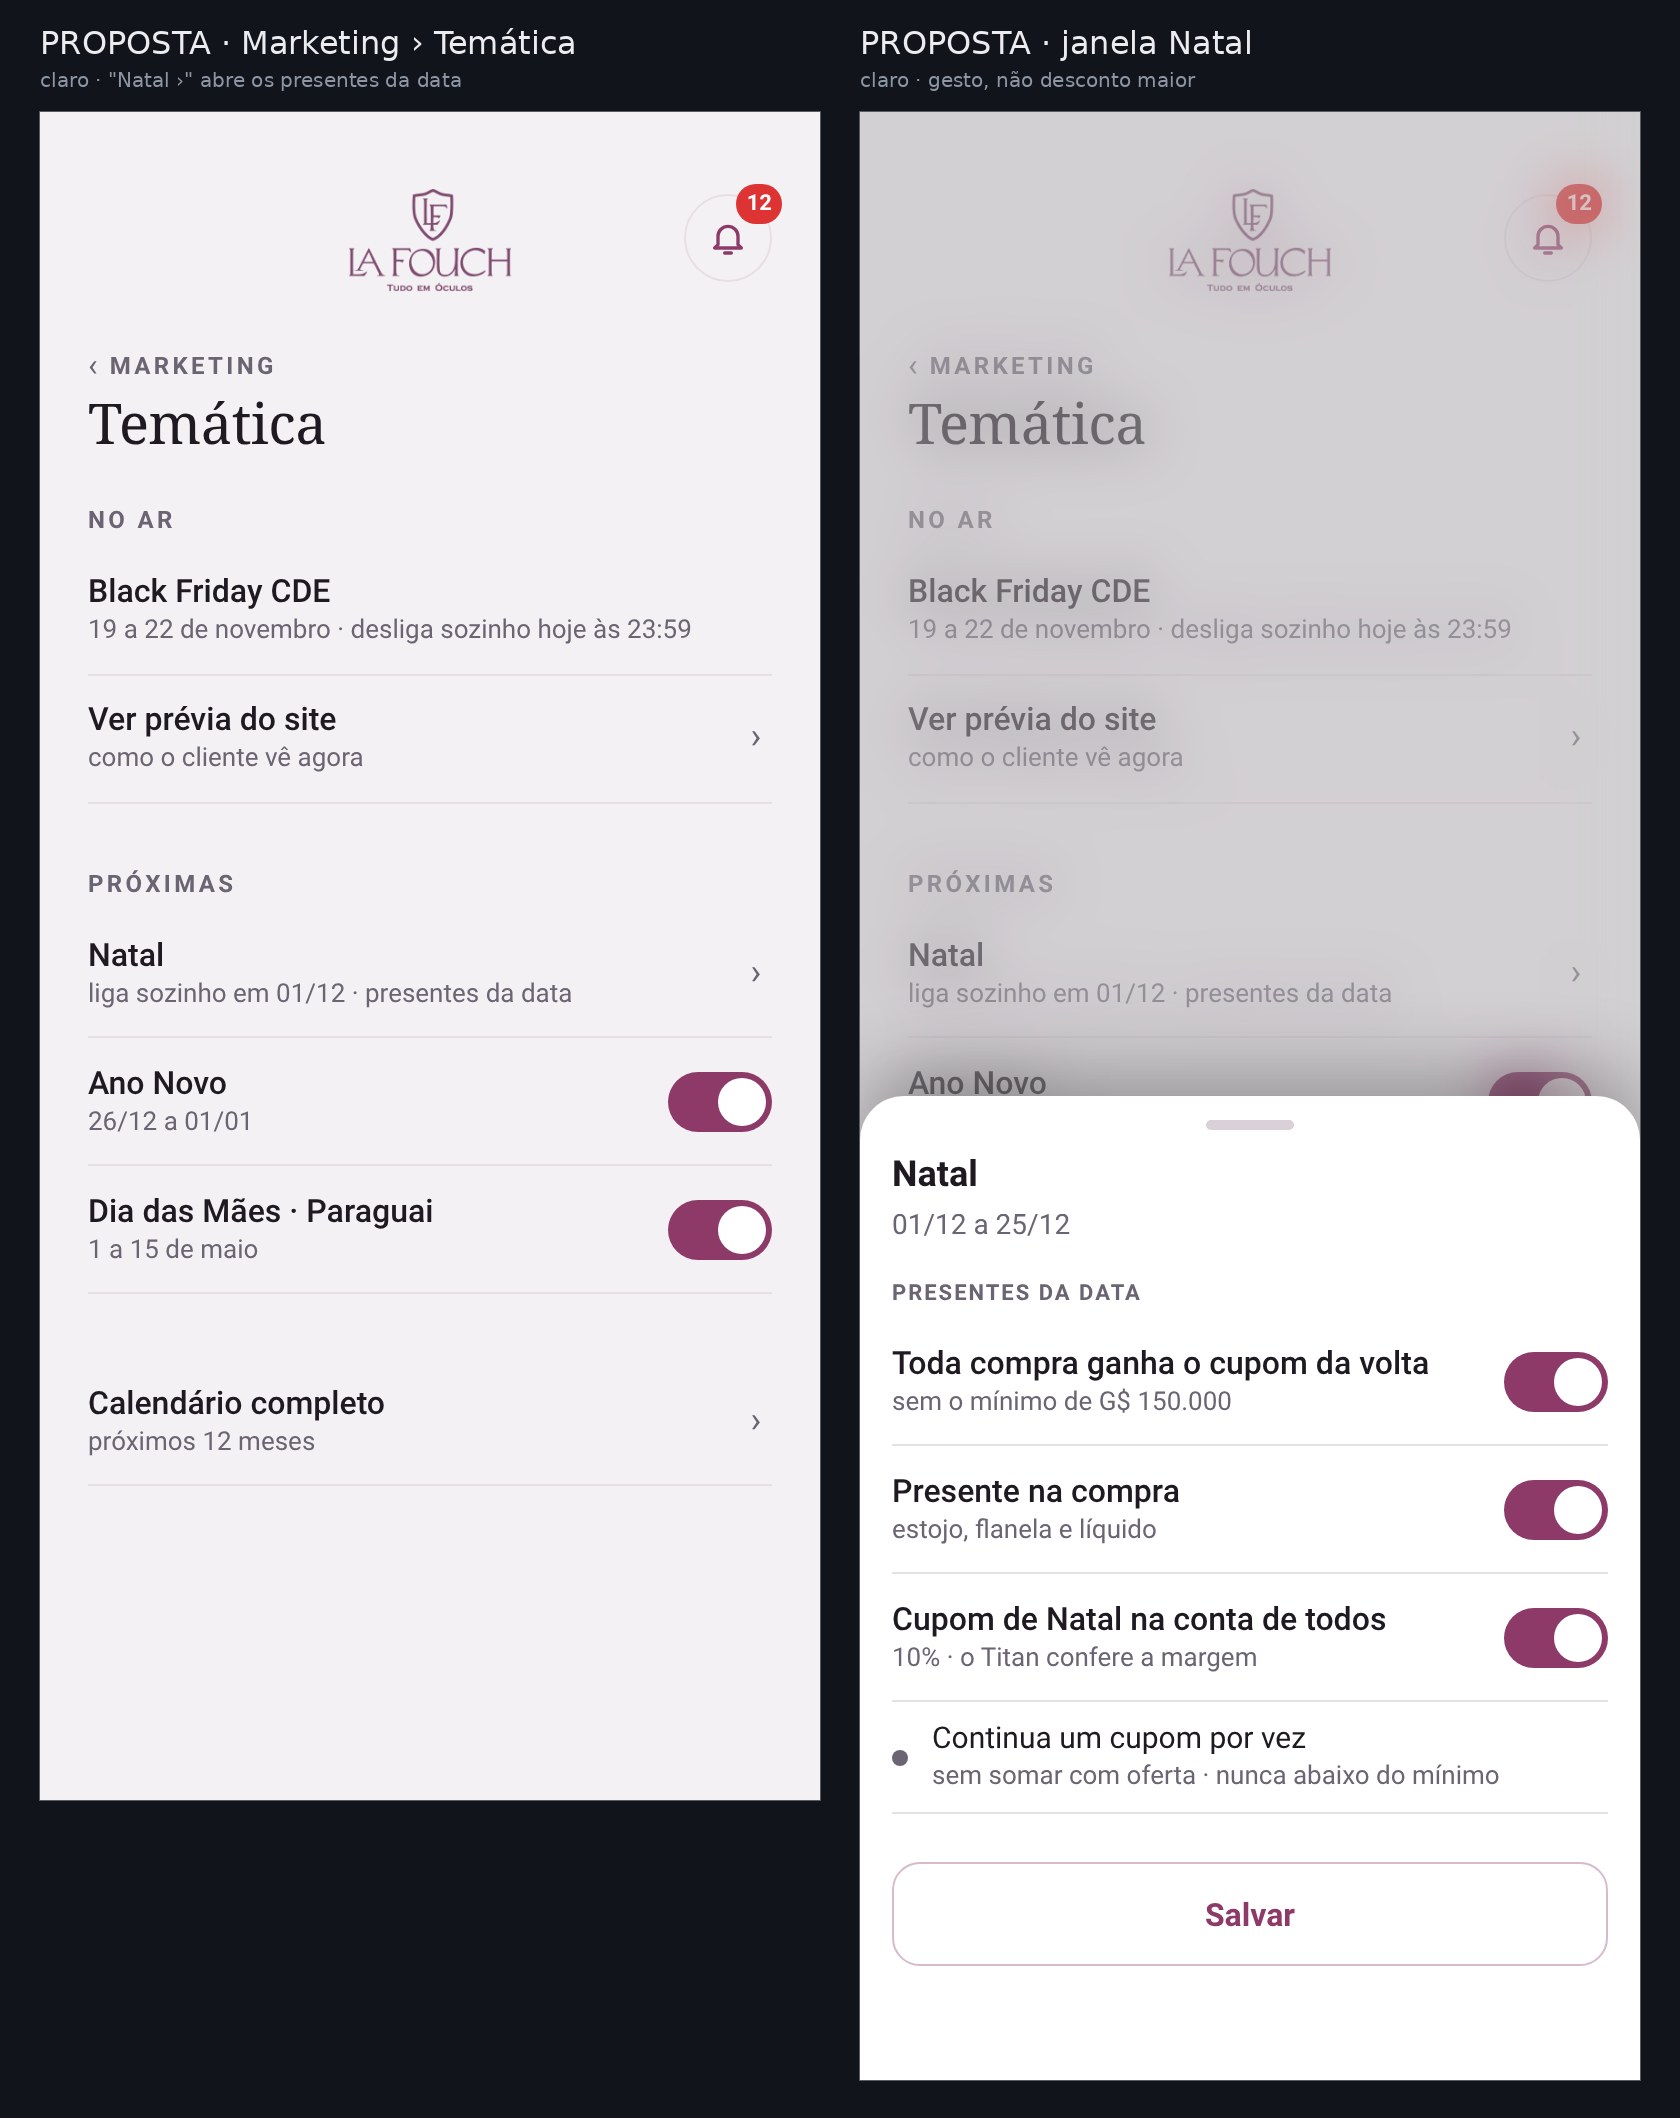 PROPOSTA · Marketing › Temática
claro · "Natal ›" abre os presentes da data
LF
LA FOUCH
TUDO EM ÓCULOS
12
‹ MARKETING
Temática
NO AR
Black Friday CDE
19 a 22 de novembro · desliga sozinho hoje às 23:59
Ver prévia do site
como o cliente vê agora
›
PRÓXIMAS
Natal
liga sozinho em 01/12 · presentes da data
›
Ano Novo
26/12 a 01/01
Dia das Mães · Paraguai
1 a 15 de maio
Calendário completo
próximos 12 meses
›
PROPOSTA · janela Natal
claro · gesto, não desconto maior
LF
LA FOUCH
TUDO EM ÓCULOS
12
‹ MARKETING
Temática
NO AR
Black Friday CDE
19 a 22 de novembro · desliga sozinho hoje às 23:59
Ver prévia do site
como o cliente vê agora
›
PRÓXIMAS
Natal
liga sozinho em 01/12 · presentes da data
›
Ano Novo
Natal
01/12 a 25/12
PRESENTES DA DATA
Toda compra ganha o cupom da volta
sem o mínimo de G$ 150.000
Presente na compra
estojo, flanela e líquido
Cupom de Natal na conta de todos
10% · o Titan confere a margem
Continua um cupom por vez
sem somar com oferta · nunca abaixo do mínimo
Salvar